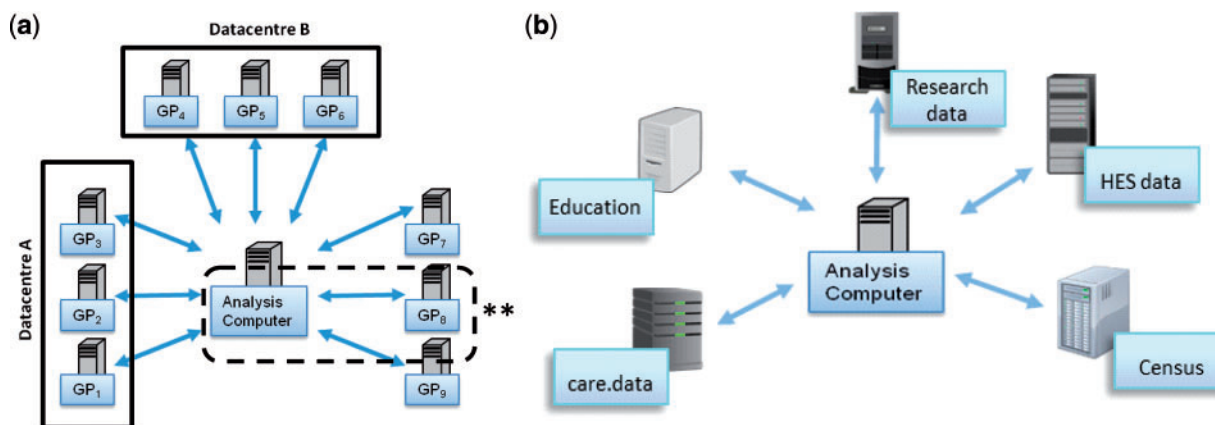 (a)
Datacentre B
GP4
GP5
GP6
Datacentre A
GP3
GP2
GP1
Analysis
Computer
GP7
GP8
GP9
**
(b)
Research
data
HES data
Education
Analysis
Computer
care.data
Census